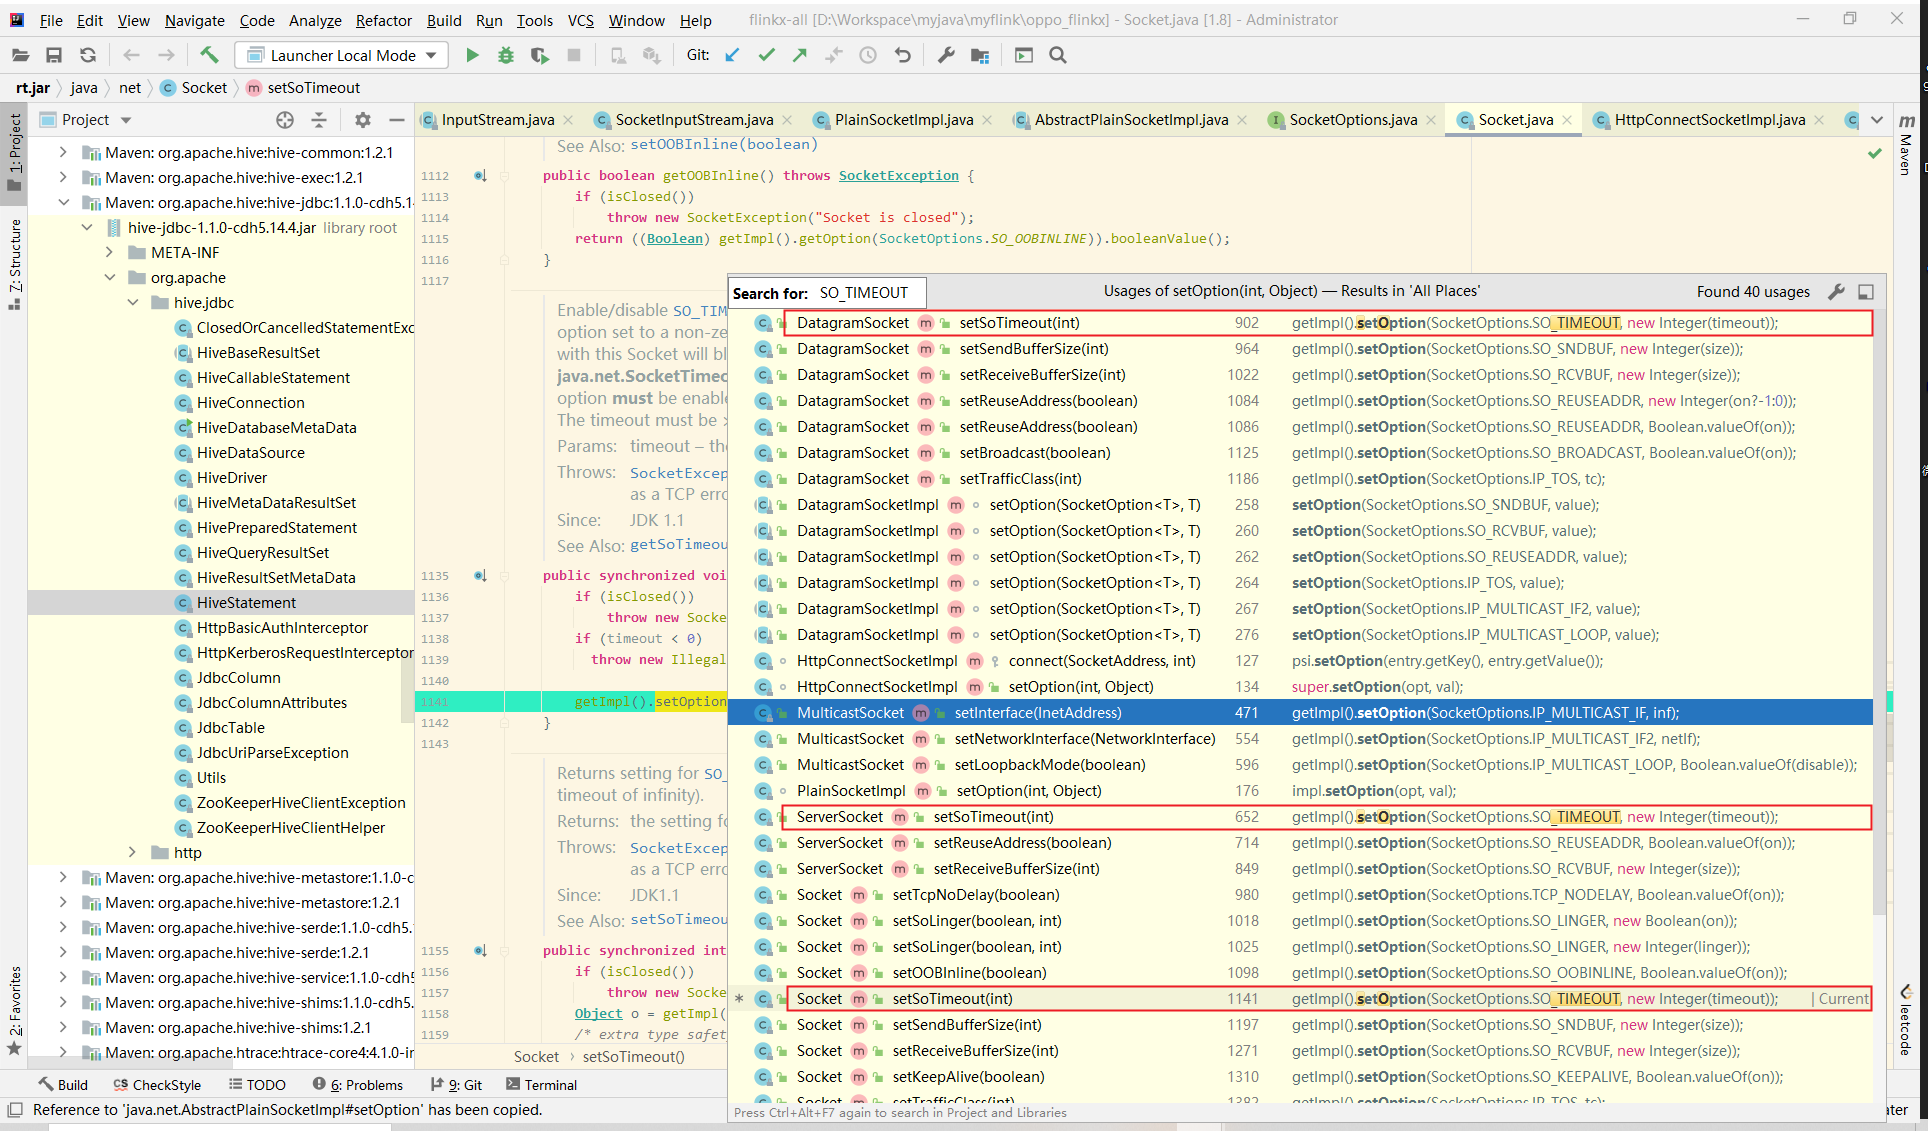 File Edit View Navigate Code Analyze Refactor Build Run Tools VCS Window Help flinkx-all [D:\Workspace\myjava\myflink\oppo_flinkx] - Socket.java [1.8] - Administrator
Launcher Local Mode Git:
rt.jar java net Socket setSoTimeout
Project
InputStream.java SocketInputStream.java PlainSocketImpl.java AbstractPlainSocketImpl.java SocketOptions.java Socket.java HttpConnectSocketImpl.java
1: Project
7: Structure
2: Favorites
Maven
leetcode
Maven: org.apache.hive:hive-common:1.2.1
Maven: org.apache.hive:hive-exec:1.2.1
Maven: org.apache.hive:hive-jdbc:1.1.0-cdh5.1
hive-jdbc-1.1.0-cdh5.14.4.jar library root
META-INF
org.apache
hive.jdbc
ClosedOrCancelledStatementExc
HiveBaseResultSet
HiveCallableStatement
HiveConnection
HiveDatabaseMetaData
HiveDataSource
HiveDriver
HiveMetaDataResultSet
HivePreparedStatement
HiveQueryResultSet
HiveResultSetMetaData
HiveStatement
HttpBasicAuthInterceptor
HttpKerberosRequestInterceptor
JdbcColumn
JdbcColumnAttributes
JdbcTable
JdbcUriParseException
Utils
ZooKeeperHiveClientException
ZooKeeperHiveClientHelper
http
Maven: org.apache.hive:hive-metastore:1.1.0-c
Maven: org.apache.hive:hive-metastore:1.2.1
Maven: org.apache.hive:hive-serde:1.1.0-cdh5.
Maven: org.apache.hive:hive-serde:1.2.1
Maven: org.apache.hive:hive-service:1.1.0-cdh5
Maven: org.apache.hive:hive-shims:1.1.0-cdh5.
Maven: org.apache.hive:hive-shims:1.2.1
Maven: org.apache.htrace:htrace-core4:4.1.0-in
See Also: setOOBInline(boolean)
1112 public boolean getOOBInline() throws SocketException {
1113 if (isClosed())
1114 throw new SocketException("Socket is closed");
1115 return ((Boolean) getImpl().getOption(SocketOptions.SO_OOBINLINE)).booleanValue();
1116 }
1117
Enable/disable SO_TIM
option set to a non-ze
with this Socket will bl
java.net.SocketTimeo
option must be enable
The timeout must be >
Params: timeout – the
Throws: SocketExcep
as a TCP erro
Since: JDK 1.1
See Also: getSoTimeou
1135 public synchronized voi
1136 if (isClosed())
1137 throw new Socke
1138 if (timeout < 0)
1139 throw new Illegal
1140
1141 getImpl().setOption
1142 }
1143
Returns setting for SO_
timeout of infinity).
Returns: the setting fo
Throws: SocketExcep
as a TCP erro
Since: JDK1.1
See Also: setSoTimeou
1155 public synchronized int
1156 if (isClosed())
1157 throw new Socke
1158 Object o = getImpl(
1159 /* extra type safet
Socket setSoTimeout()
Search for: SO_TIMEOUT Usages of setOption(int, Object) — Results in 'All Places' Found 40 usages
DatagramSocket setSoTimeout(int) 902 getImpl().setOption(SocketOptions.SO_TIMEOUT, new Integer(timeout));
DatagramSocket setSendBufferSize(int) 964 getImpl().setOption(SocketOptions.SO_SNDBUF, new Integer(size));
DatagramSocket setReceiveBufferSize(int) 1022 getImpl().setOption(SocketOptions.SO_RCVBUF, new Integer(size));
DatagramSocket setReuseAddress(boolean) 1084 getImpl().setOption(SocketOptions.SO_REUSEADDR, new Integer(on?-1:0));
DatagramSocket setReuseAddress(boolean) 1086 getImpl().setOption(SocketOptions.SO_REUSEADDR, Boolean.valueOf(on));
DatagramSocket setBroadcast(boolean) 1125 getImpl().setOption(SocketOptions.SO_BROADCAST, Boolean.valueOf(on));
DatagramSocket setTrafficClass(int) 1186 getImpl().setOption(SocketOptions.IP_TOS, tc);
DatagramSocketImpl setOption(SocketOption<T>, T) 258 setOption(SocketOptions.SO_SNDBUF, value);
DatagramSocketImpl setOption(SocketOption<T>, T) 260 setOption(SocketOptions.SO_RCVBUF, value);
DatagramSocketImpl setOption(SocketOption<T>, T) 262 setOption(SocketOptions.SO_REUSEADDR, value);
DatagramSocketImpl setOption(SocketOption<T>, T) 264 setOption(SocketOptions.IP_TOS, value);
DatagramSocketImpl setOption(SocketOption<T>, T) 267 setOption(SocketOptions.IP_MULTICAST_IF2, value);
DatagramSocketImpl setOption(SocketOption<T>, T) 276 setOption(SocketOptions.IP_MULTICAST_LOOP, value);
HttpConnectSocketImpl connect(SocketAddress, int) 127 psi.setOption(entry.getKey(), entry.getValue());
HttpConnectSocketImpl setOption(int, Object) 134 super.setOption(opt, val);
MulticastSocket setInterface(InetAddress) 471 getImpl().setOption(SocketOptions.IP_MULTICAST_IF, inf);
MulticastSocket setNetworkInterface(NetworkInterface) 554 getImpl().setOption(SocketOptions.IP_MULTICAST_IF2, netIf);
MulticastSocket setLoopbackMode(boolean) 596 getImpl().setOption(SocketOptions.IP_MULTICAST_LOOP, Boolean.valueOf(disable));
PlainSocketImpl setOption(int, Object) 176 impl.setOption(opt, val);
ServerSocket setSoTimeout(int) 652 getImpl().setOption(SocketOptions.SO_TIMEOUT, new Integer(timeout));
ServerSocket setReuseAddress(boolean) 714 getImpl().setOption(SocketOptions.SO_REUSEADDR, Boolean.valueOf(on));
ServerSocket setReceiveBufferSize(int) 849 getImpl().setOption(SocketOptions.SO_RCVBUF, new Integer(size));
Socket setTcpNoDelay(boolean) 980 getImpl().setOption(SocketOptions.TCP_NODELAY, Boolean.valueOf(on));
Socket setSoLinger(boolean, int) 1018 getImpl().setOption(SocketOptions.SO_LINGER, new Boolean(on));
Socket setSoLinger(boolean, int) 1025 getImpl().setOption(SocketOptions.SO_LINGER, new Integer(linger));
Socket setOOBInline(boolean) 1098 getImpl().setOption(SocketOptions.SO_OOBINLINE, Boolean.valueOf(on));
* Socket setSoTimeout(int) 1141 getImpl().setOption(SocketOptions.SO_TIMEOUT, new Integer(timeout)); | Current
Socket setSendBufferSize(int) 1197 getImpl().setOption(SocketOptions.SO_SNDBUF, new Integer(size));
Socket setReceiveBufferSize(int) 1271 getImpl().setOption(SocketOptions.SO_RCVBUF, new Integer(size));
Socket setKeepAlive(boolean) 1310 getImpl().setOption(SocketOptions.SO_KEEPALIVE, Boolean.valueOf(on));
Socket setTrafficClass(int) 1382 getImpl().setOption(SocketOptions.IP_TOS, tc);
Press Ctrl+Alt+F7 again to search in Project and Libraries
Build CheckStyle TODO 6: Problems 9: Git Terminal
Reference to 'java.net.AbstractPlainSocketImpl#setOption' has been copied.
ater